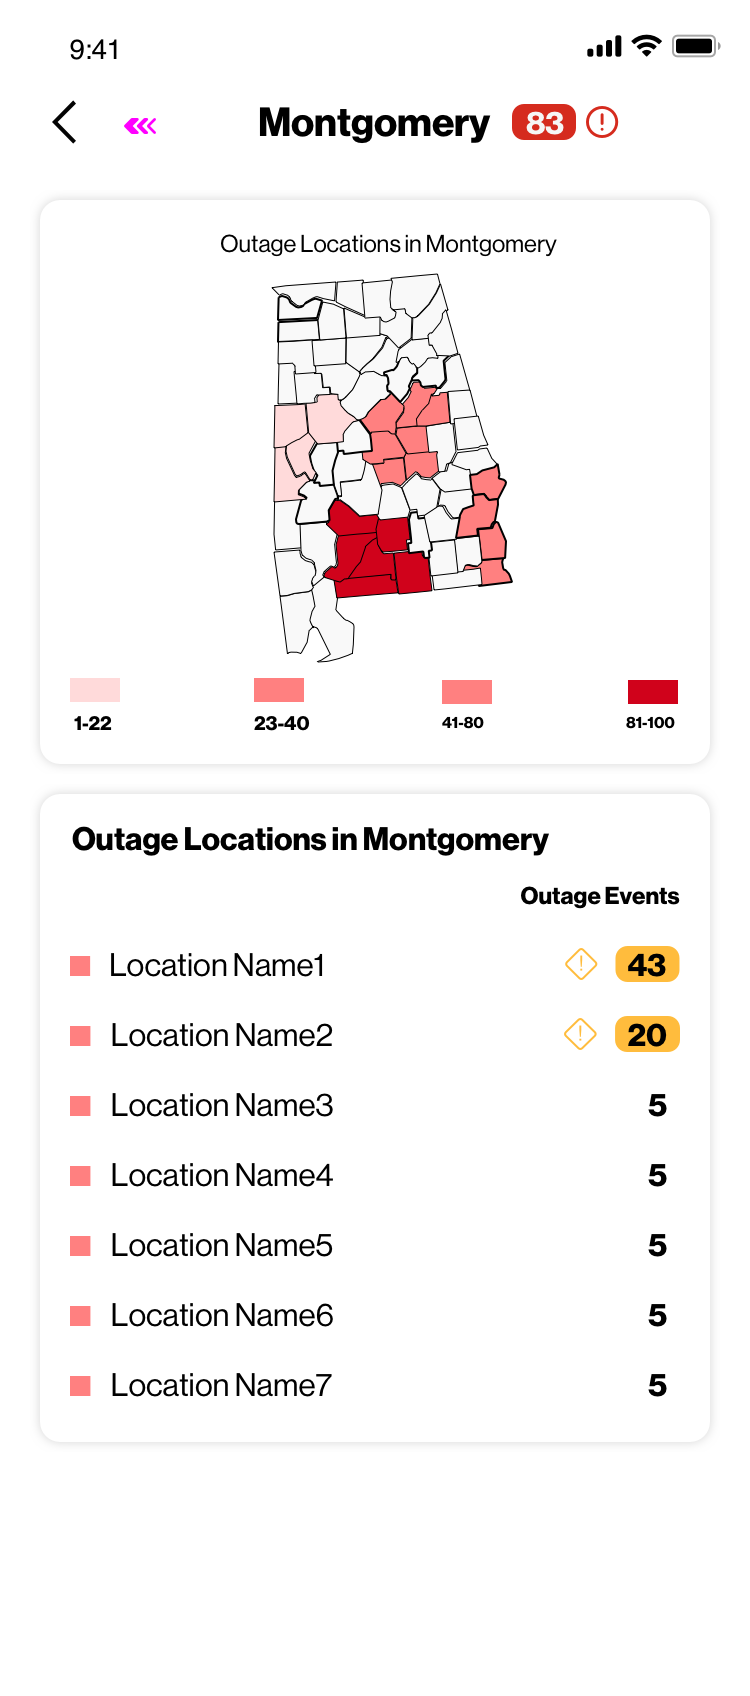 9:41
Montgomery 83
Outage Locations in Montgomery
1-22 23-40 41-80 81-100
Outage Locations in Montgomery
Outage Events
Location Name1 43
Location Name2 20
Location Name3 5
Location Name4 5
Location Name5 5
Location Name6 5
Location Name7 5